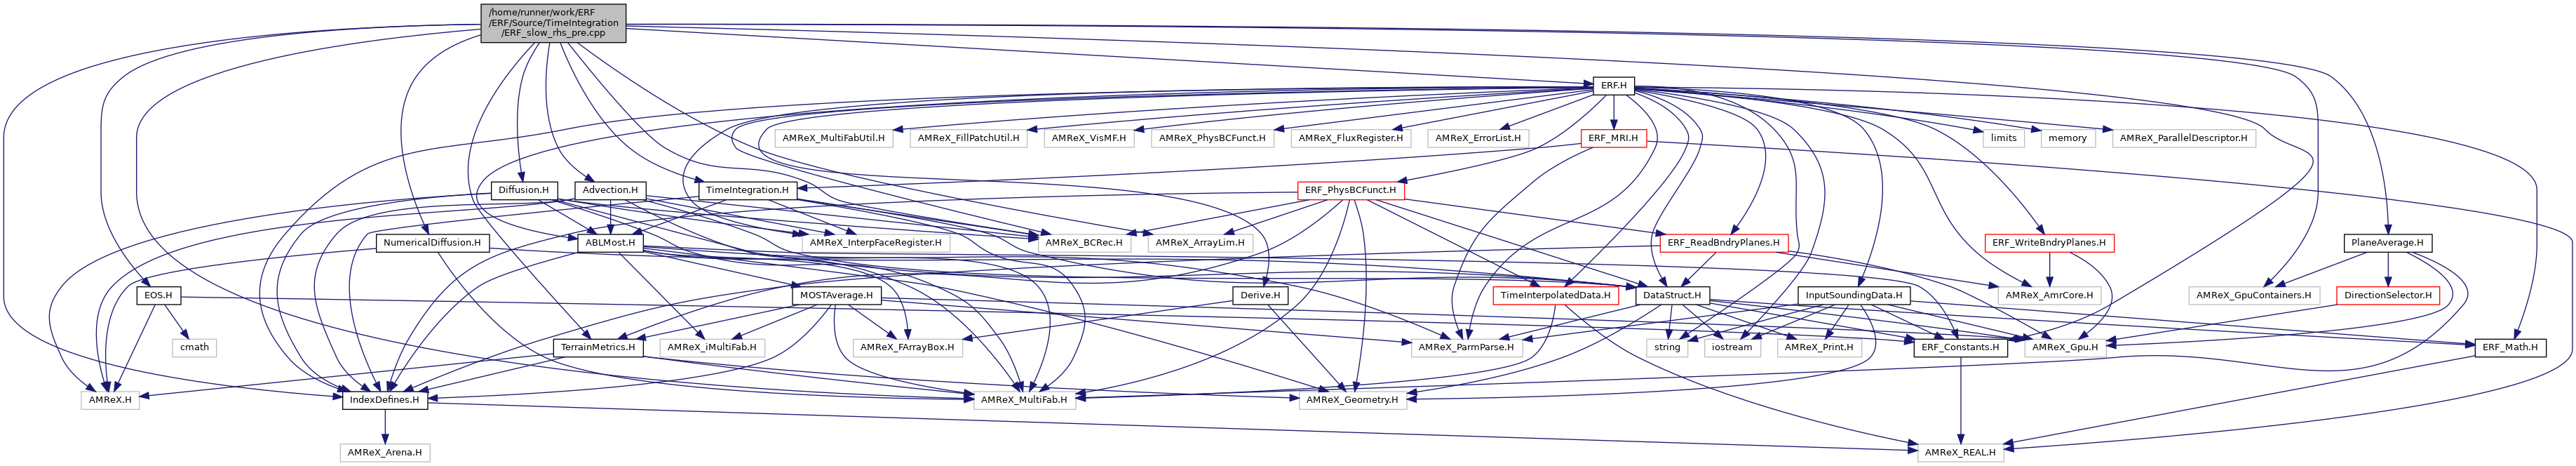 /home/runner/work/ERF
/ERF/Source/TimeIntegration
/ERF_slow_rhs_pre.cpp
ERF.H
AMReX_MultiFabUtil.H
AMReX_FillPatchUtil.H
AMReX_VisMF.H
AMReX_PhysBCFunct.H
AMReX_FluxRegister.H
AMReX_ErrorList.H
ERF_MRI.H
limits
memory
AMReX_ParallelDescriptor.H
Diffusion.H
Advection.H
TimeIntegration.H
ERF_PhysBCFunct.H
NumericalDiffusion.H
ABLMost.H
AMReX_InterpFaceRegister.H
AMReX_BCRec.H
AMReX_ArrayLim.H
ERF_ReadBndryPlanes.H
ERF_WriteBndryPlanes.H
PlaneAverage.H
EOS.H
MOSTAverage.H
Derive.H
TimeInterpolatedData.H
DataStruct.H
InputSoundingData.H
AMReX_AmrCore.H
AMReX_GpuContainers.H
DirectionSelector.H
cmath
TerrainMetrics.H
AMReX_iMultiFab.H
AMReX_FArrayBox.H
AMReX_ParmParse.H
string
iostream
AMReX_Print.H
ERF_Constants.H
AMReX_Gpu.H
ERF_Math.H
AMReX.H
IndexDefines.H
AMReX_MultiFab.H
AMReX_Geometry.H
AMReX_Arena.H
AMReX_REAL.H